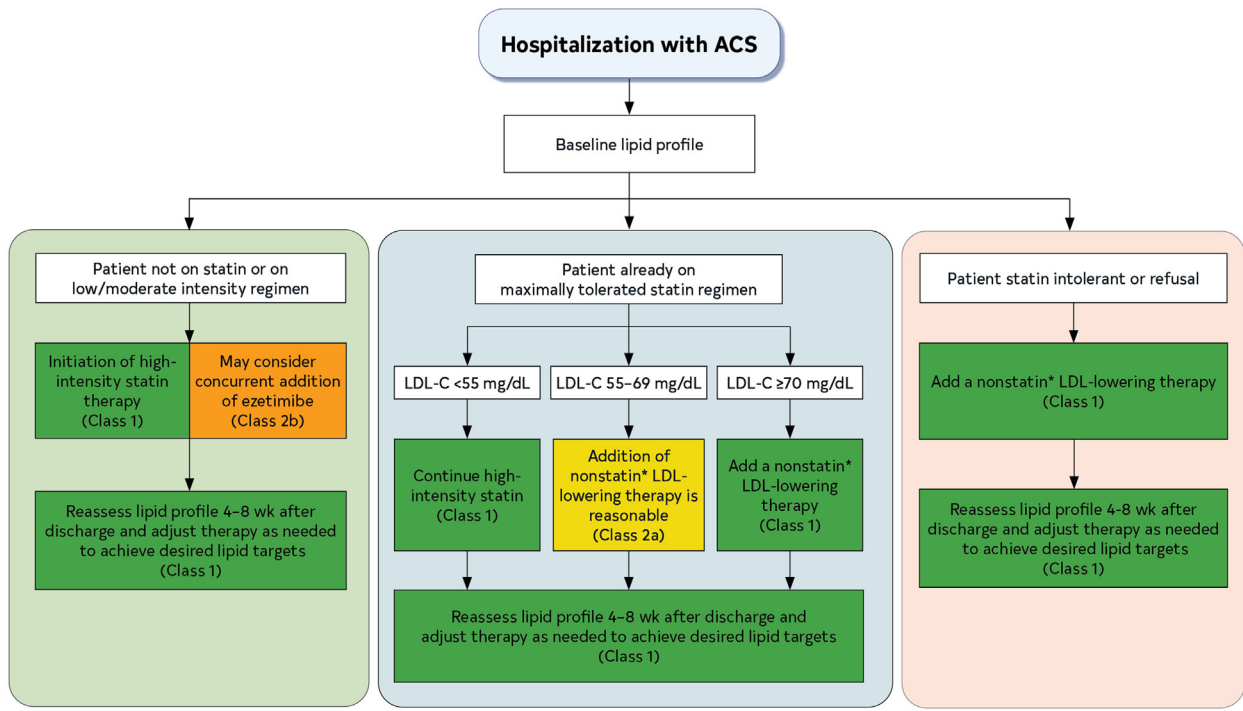 Hospitalization with ACS
Baseline lipid profile
Patient not on statin or on
low/moderate intensity regimen
Initiation of high-
intensity statin
therapy
(Class 1)
May consider
concurrent addition
of ezetimibe
(Class 2b)
Reassess lipid profile 4–8 wk after
discharge and adjust therapy as needed
to achieve desired lipid targets
(Class 1)
Patient already on
maximally tolerated statin regimen
LDL-C <55 mg/dL
LDL-C 55–69 mg/dL
LDL-C ≥70 mg/dL
Continue high-
intensity statin
(Class 1)
Addition of
nonstatin* LDL-
lowering therapy is
reasonable
(Class 2a)
Add a nonstatin*
LDL-lowering
therapy
(Class 1)
Reassess lipid profile 4–8 wk after discharge and
adjust therapy as needed to achieve desired lipid targets
(Class 1)
Patient statin intolerant or refusal
Add a nonstatin* LDL-lowering therapy
(Class 1)
Reassess lipid profile 4-8 wk after
discharge and adjust therapy as needed
to achieve desired lipid targets
(Class 1)